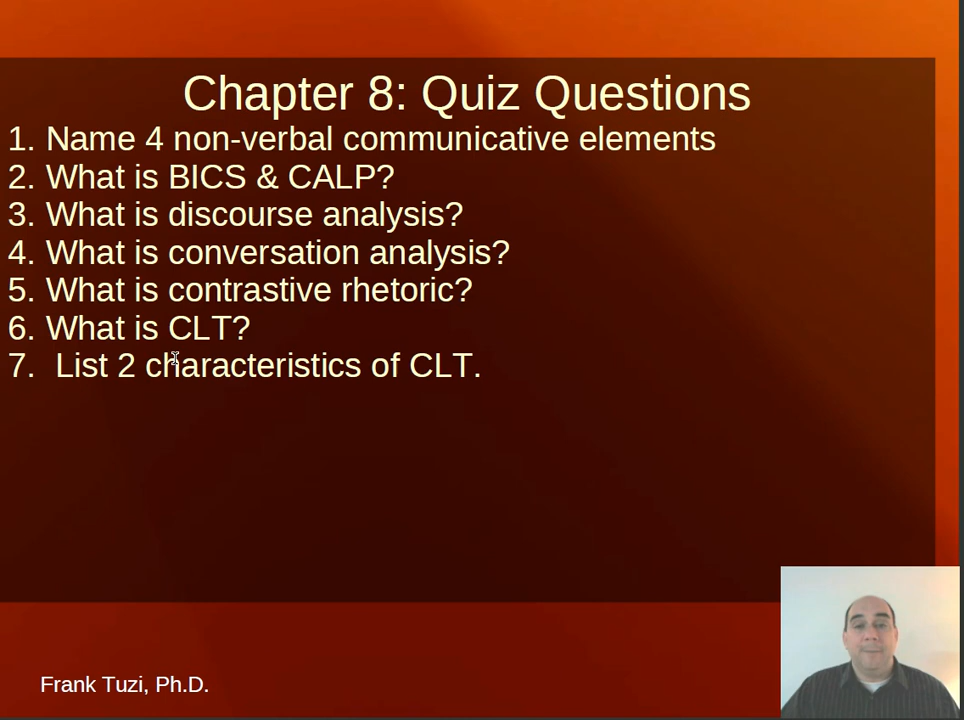 Chapter 8: Quiz Questions
1. Name 4 non-verbal communicative elements
2. What is BICS & CALP?
3. What is discourse analysis?
4. What is conversation analysis?
5. What is contrastive rhetoric?
6. What is CLT?
7. List 2 characteristics of CLT.
Frank Tuzi, Ph.D.